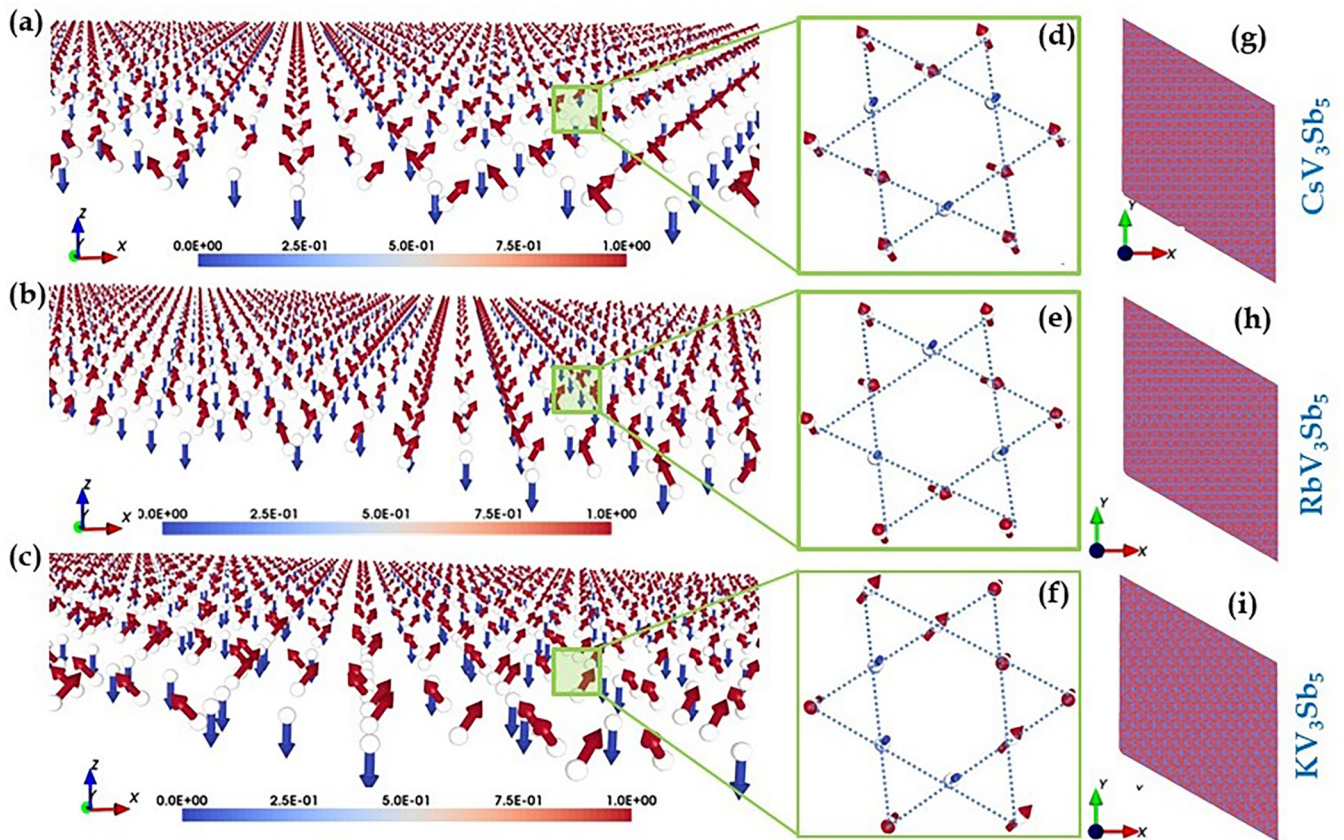 (a)
Z
Y
X
0.0E+00 2.5E-01 5.0E-01 7.5E-01 1.0E+00
(d)
(g)
Y
X
CsV₃Sb₅
(b)
Z
X
0.0E+00 2.5E-01 5.0E-01 7.5E-01 1.0E+00
(e)
(h)
Y
X
RbV₃Sb₅
(c)
Z
Y
X
0.0E+00 2.5E-01 5.0E-01 7.5E-01 1.0E+00
(f)
(i)
Y
X
KV₃Sb₅